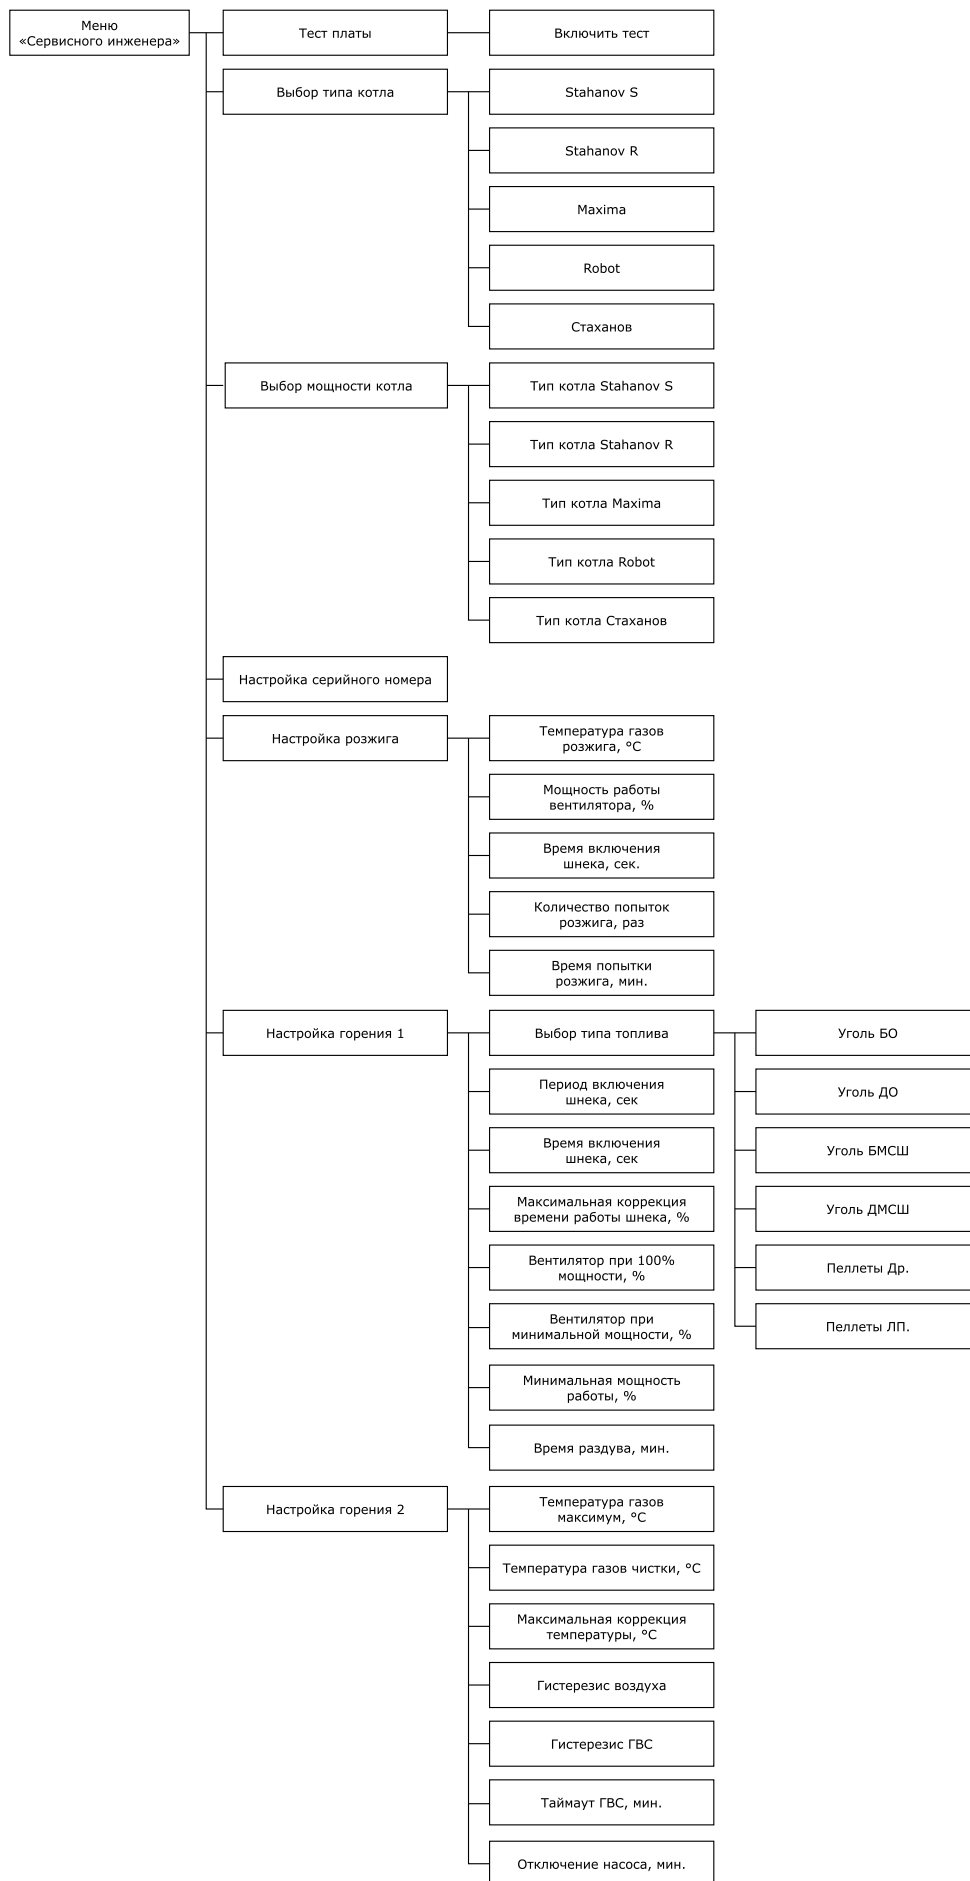 Меню
«Сервисного инженера»
Тест платы
Включить тест
Выбор типа котла
Stahanov S
Stahanov R
Maxima
Robot
Стаханов
Выбор мощности котла
Тип котла Stahanov S
Тип котла Stahanov R
Тип котла Maxima
Тип котла Robot
Тип котла Стаханов
Настройка серийного номера
Настройка розжига
Температура газов
розжига, °С
Мощность работы
вентилятора, %
Время включения
шнека, сек.
Количество попыток
розжига, раз
Время попытки
розжига, мин.
Настройка горения 1
Выбор типа топлива
Уголь БО
Уголь ДО
Уголь БМСШ
Уголь ДМСШ
Пеллеты Др.
Пеллеты ЛП.
Период включения
шнека, сек
Время включения
шнека, сек
Максимальная коррекция
времени работы шнека, %
Вентилятор при 100%
мощности, %
Вентилятор при
минимальной мощности, %
Минимальная мощность
работы, %
Время раздува, мин.
Настройка горения 2
Температура газов
максимум, °С
Температура газов чистки, °С
Максимальная коррекция
температуры, °С
Гистерезис воздуха
Гистерезис ГВС
Таймаут ГВС, мин.
Отключение насоса, мин.